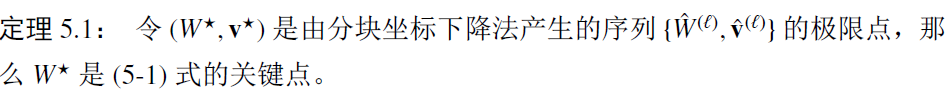 定理 5.1： 令 (W⋆, v⋆) 是由分块坐标下降法产生的序列 {Ŵ⁽ℓ⁾, v̂⁽ℓ⁾} 的极限点，那
么 W⋆ 是 (5-1) 式的关键点。